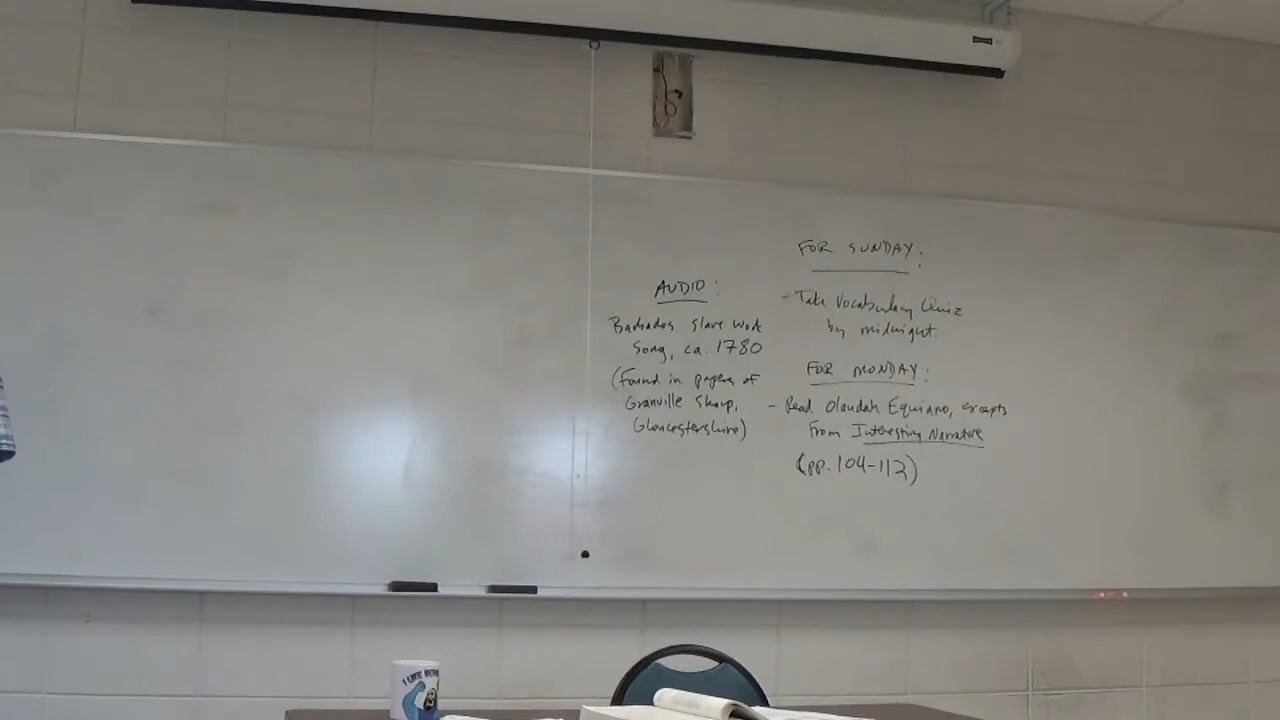 AUDIO:
Barbados slave work
song, ca. 1780
(Found in papers of
Granville Sharp,
Gloucestershire)
FOR SUNDAY:
- Take Vocabulary Quiz
by midnight.
FOR MONDAY:
- Read Olaudah Equiano, excerpts
from Interesting Narrative
(pp. 104-112)
I LIKE